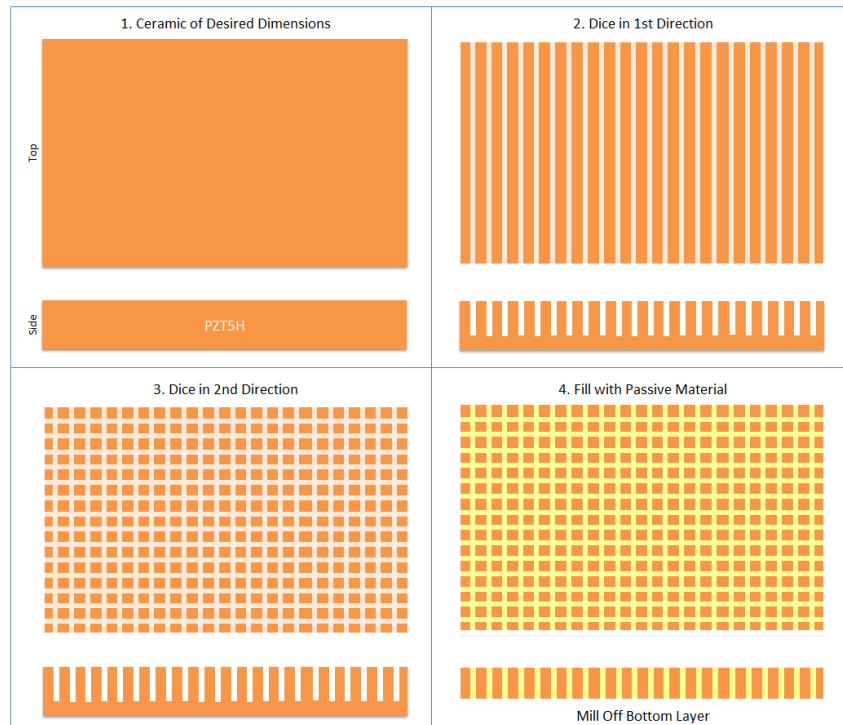 1. Ceramic of Desired Dimensions
Top
Side
PZT5H
2. Dice in 1st Direction
3. Dice in 2nd Direction
4. Fill with Passive Material
Mill Off Bottom Layer